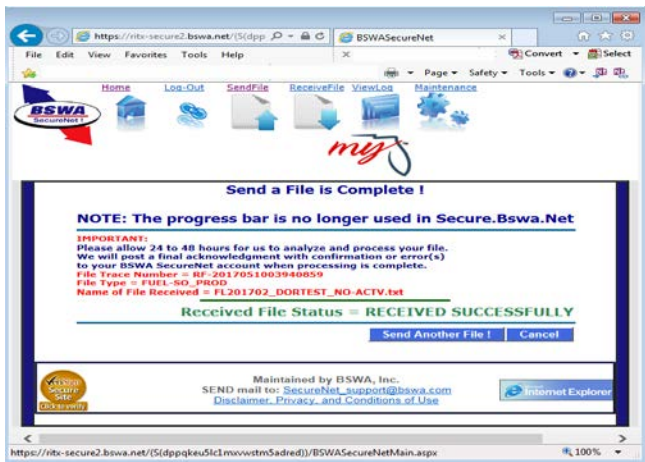 https://ritx-secure2.bswa.net/(S(dpp
BSWASecureNet
File Edit View Favorites Tools Help
Convert Select
Page Safety Tools
Home Log-Out SendFile ReceiveFile ViewLog Maintenance
BSWA
SecureNet !
my
Send a File is Complete !
NOTE: The progress bar is no longer used in Secure.Bswa.Net
IMPORTANT:
Please allow 24 to 48 hours for us to analyze and process your file.
We will post a final acknowledgment with confirmation or error(s)
to your BSWA SecureNet account when processing is complete.
File Trace Number = RF-2017051003940859
File Type = FUEL-SO_PROD
Name of File Received = FL201702_DORTEST_NO-ACTV.txt
Received File Status = RECEIVED SUCCESSFULLY
Send Another File ! Cancel
Maintained by BSWA, Inc.
SEND mail to: SecureNet_support@bswa.com
Disclaimer, Privacy, and Conditions of Use
Secure
Site
Click to verify
Internet Explorer
https://ritx-secure2.bswa.net/(S(dppqkeu5lc1mxvwstm5adred))/BSWASecureNetMain.aspx
100%